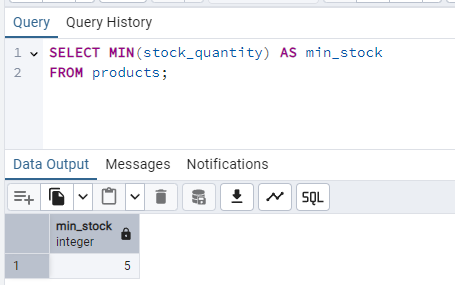 Query Query History
1 SELECT MIN(stock_quantity) AS min_stock
2 FROM products;
Data Output Messages Notifications
SQL
min_stock
integer
1 5